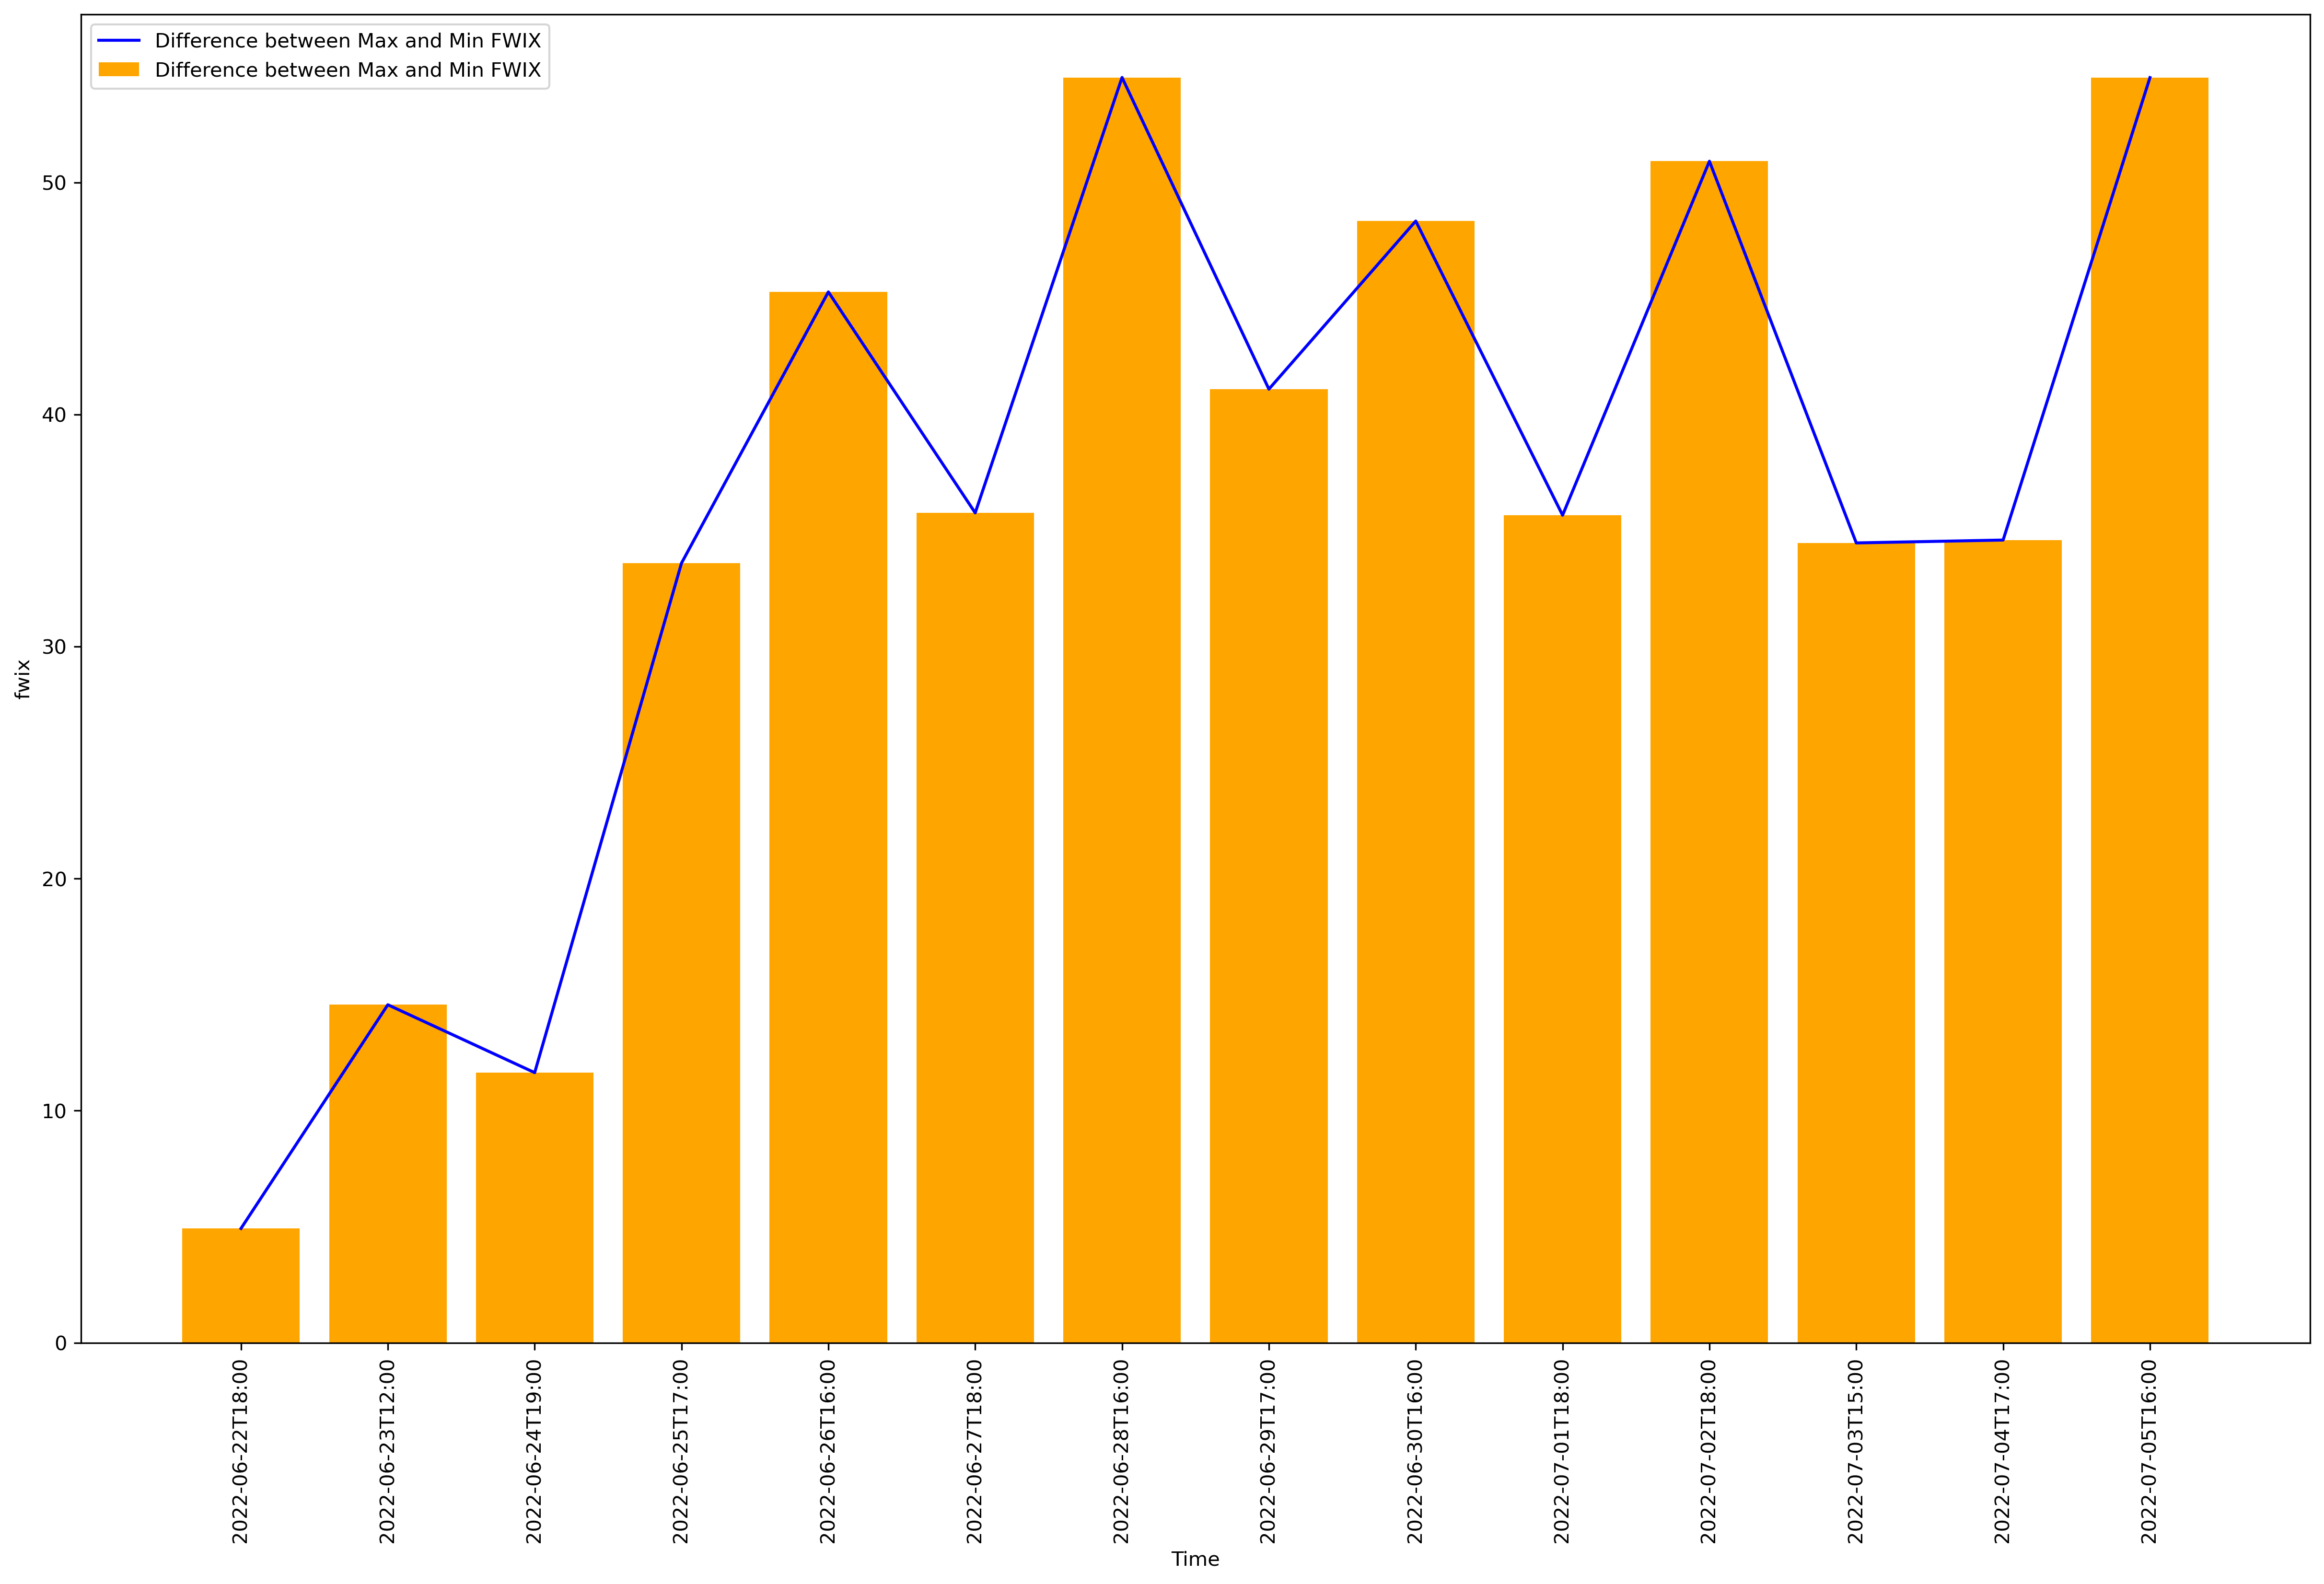 Difference between Max and Min FWIX
Difference between Max and Min FWIX
50
40
30
20
10
0
fwix
2022-06-22T18:00
2022-06-23T12:00
2022-06-24T19:00
2022-06-25T17:00
2022-06-26T16:00
2022-06-27T18:00
2022-06-28T16:00
2022-06-29T17:00
2022-06-30T16:00
2022-07-01T18:00
2022-07-02T18:00
2022-07-03T15:00
2022-07-04T17:00
2022-07-05T16:00
Time